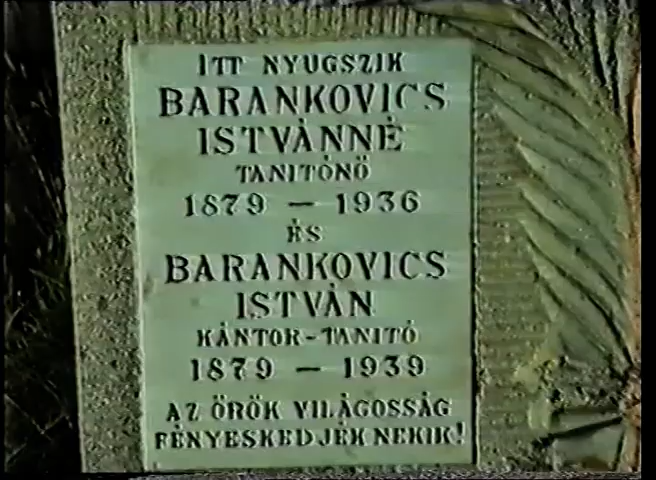 ITT NYUGSZIK
BARANKOVICS
ISTVÁNNÉ
TANITÓNŐ
1879 – 1936
ÉS
BARANKOVICS
ISTVÁN
KÁNTOR-TANITÓ
1879 – 1939
AZ ÖRÖK VILÁGOSSÁG
FÉNYESKEDJÉK NEKIK!